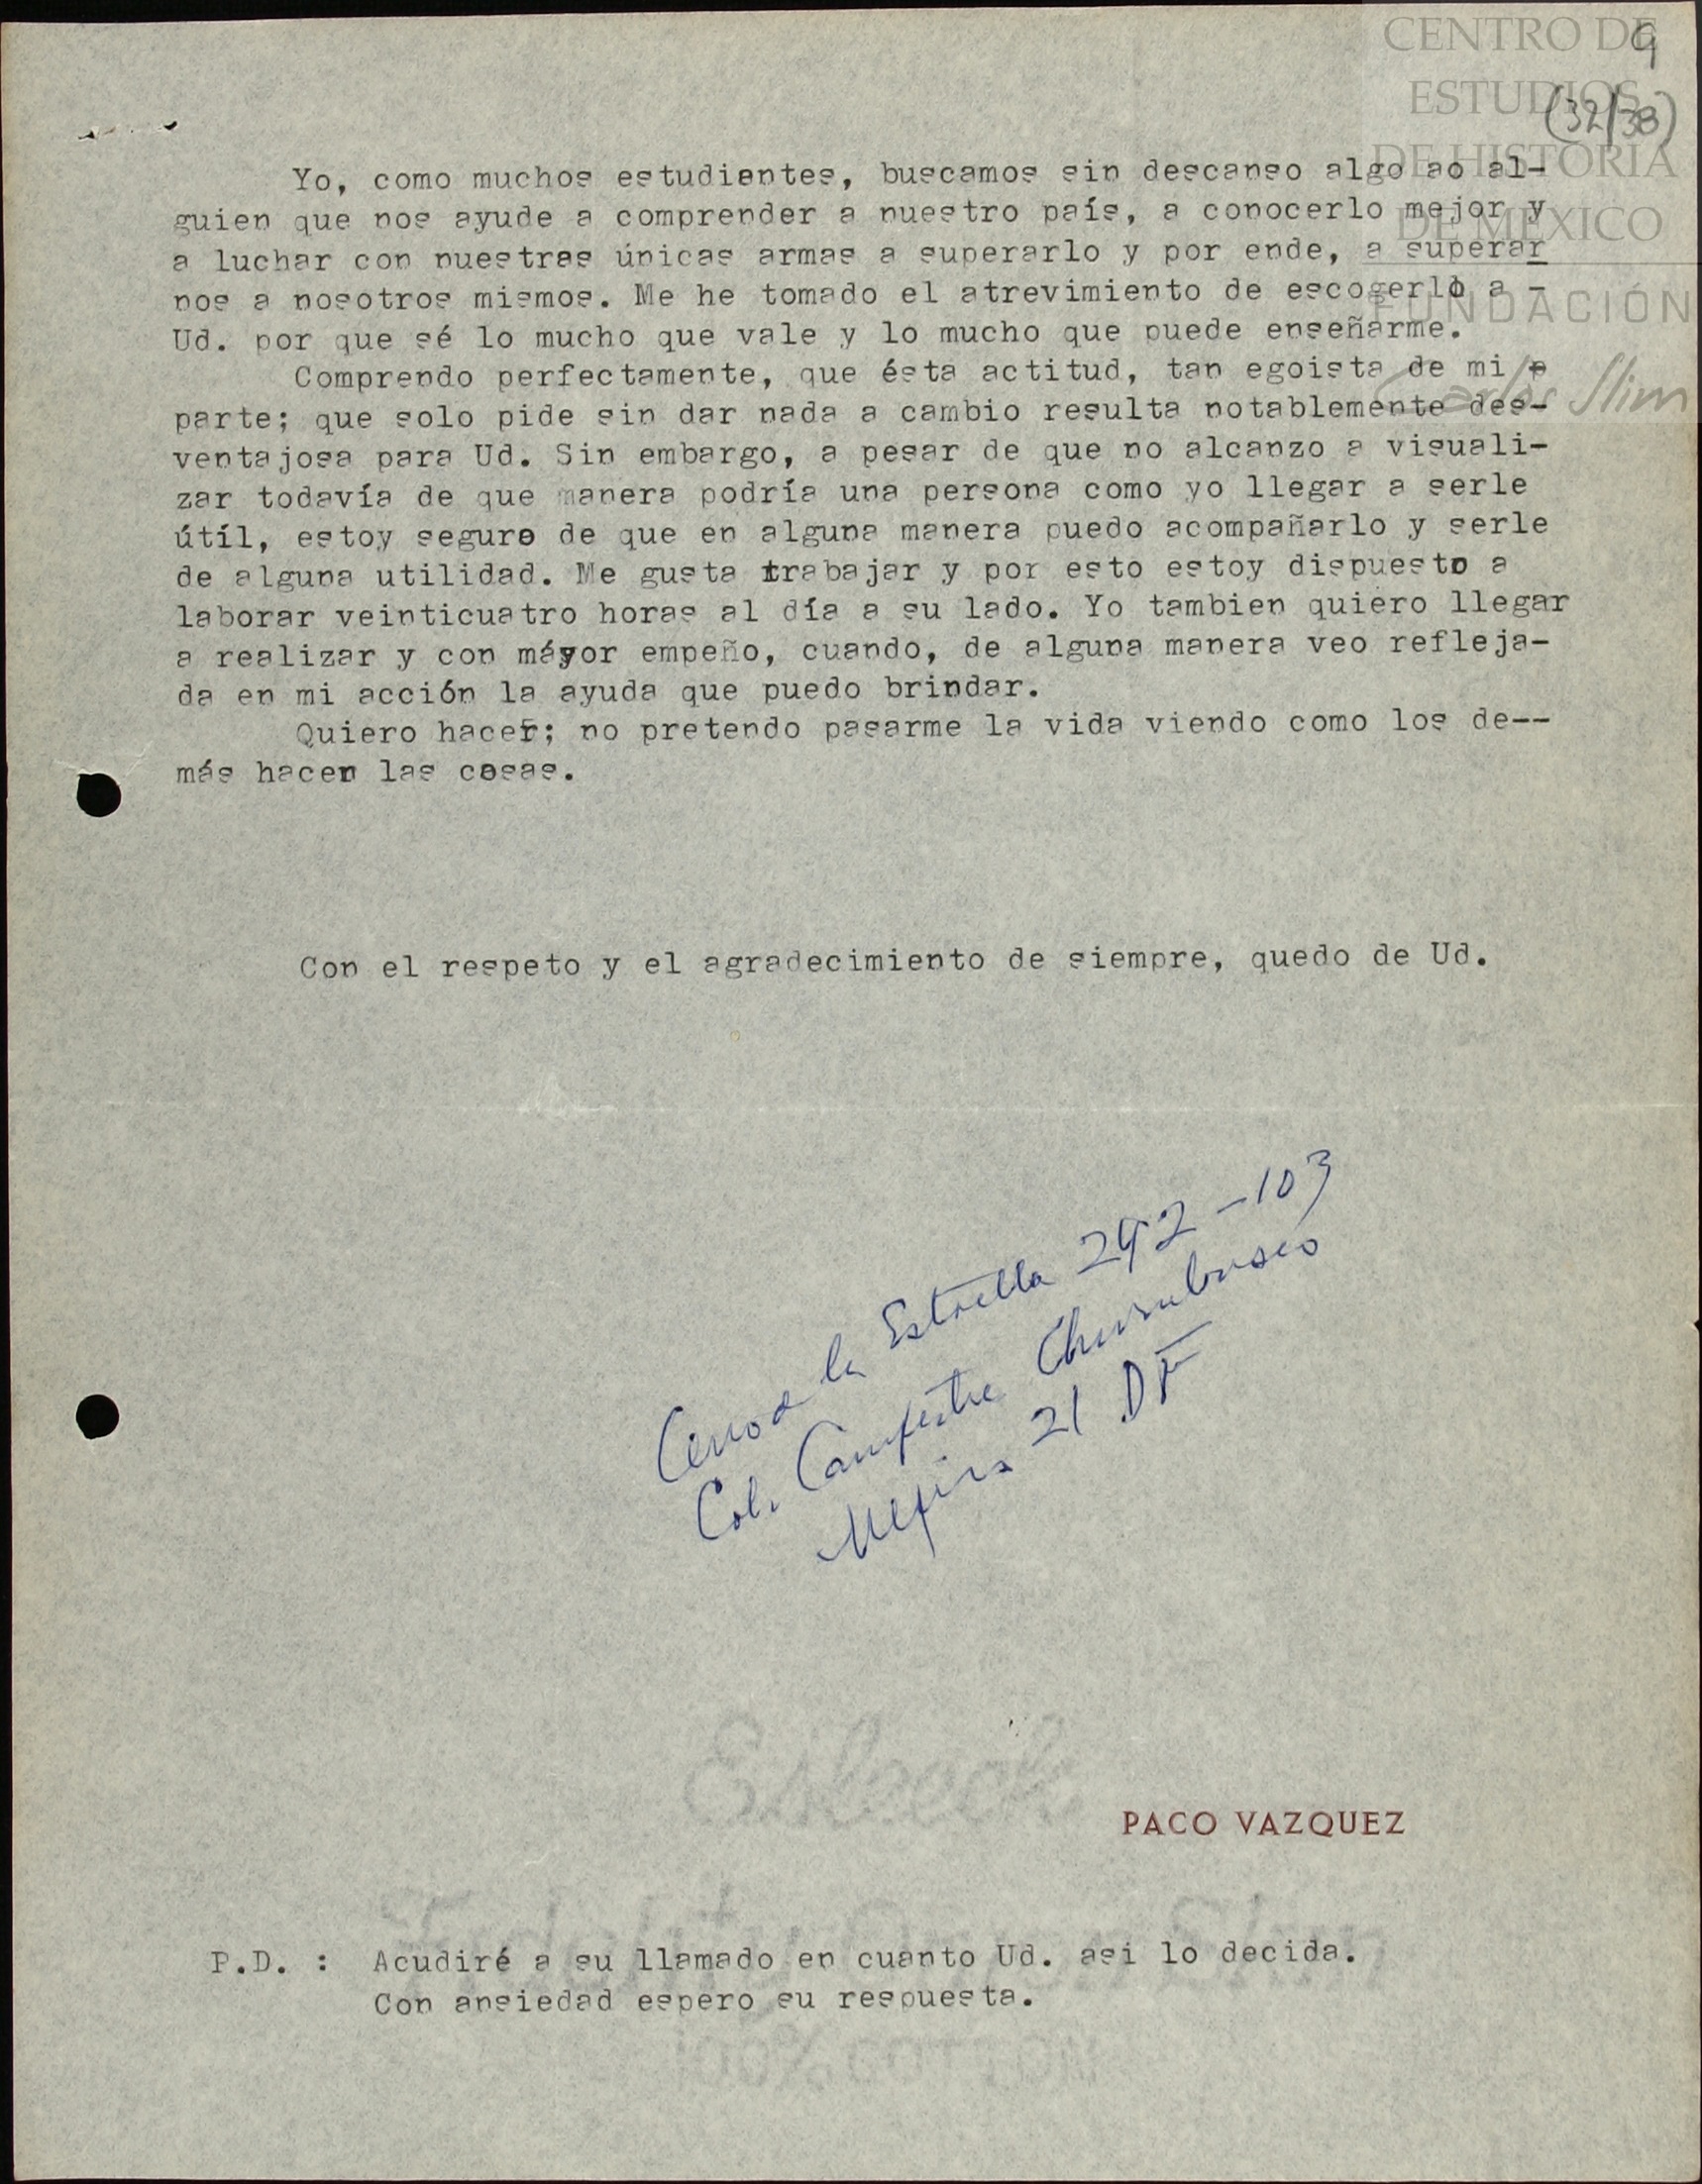 CENTRO DE
ESTUDIOS
DE HISTORIA
DE MEXICO
FUNDACIÓN
Carlos Slim
9
(32/38)
Yo, como muchos estudientes, buscamos sin descanso algo ao al-
guien que nos ayude a comprender a nuestro país, a conocerlo mejor y
a luchar con nuestras únicas armas a superarlo y por ende, a superar
nos a nosotros mismos. Me he tomado el atrevimiento de escogerlo a -
Ud. por que sé lo mucho que vale y lo mucho que puede enseñarme.
Comprendo perfectamente, que ésta actitud, tan egoista de mi p
parte; que solo pide sin dar nada a cambio resulta notablemente des-
ventajosa para Ud. Sin embargo, a pesar de que no alcanzo a visuali-
zar todavía de que manera podría una persona como yo llegar a serle
útíl, estoy seguro de que en alguna manera puedo acompañarlo y serle
de alguna utilidad. Me gusta trabajar y por esto estoy dispuesto a
laborar veinticuatro horas al día a su lado. Yo tambien quiero llegar
a realizar y con máyor empeño, cuando, de alguna manera veo refleja-
da en mi acción la ayuda que puedo brindar.
Quiero hacer; no pretendo pasarme la vida viendo como los de--
más hacen las cosas.
Con el respeto y el agradecimiento de siempre, quedo de Ud.
Cerro de la Estrella 292-103
Col. Campestre Churubusco
Mexico 21 DF
PACO VAZQUEZ
P.D. : Acudiré a su llamado en cuanto Ud. asi lo decida.
Con ansiedad espero su respuesta.